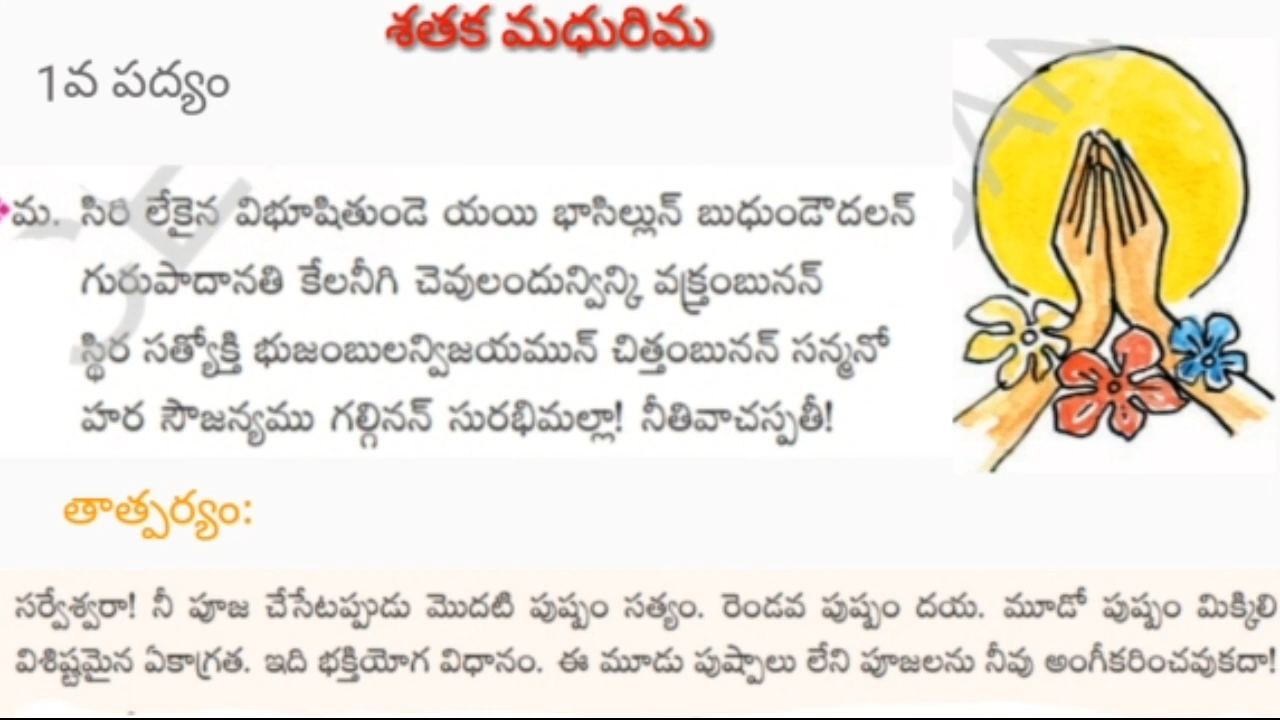 శతక మధురిమ
1వ పద్యం
మ. సిరి లేకైన విభూషితుండె యయి భాసిల్లున్ బుధుండౌదలన్
గురుపాదానతి కేలనీగి చెవులందున్విన్కి వక్త్రంబునన్
స్థిర సత్యోక్తి భుజంబులన్విజయమున్ చిత్తంబునన్ సన్మనో
హర సౌజన్యము గల్గినన్ సురభిమల్లా! నీతివాచస్పతీ!
తాత్పర్యం:
సర్వేశ్వరా! నీ పూజ చేసేటప్పుడు మొదటి పుష్పం సత్యం. రెండవ పుష్పం దయ. మూడో పుష్పం మిక్కిలి
విశిష్టమైన ఏకాగ్రత. ఇది భక్తియోగ విధానం. ఈ మూడు పుష్పాలు లేని పూజలను నీవు అంగీకరించవుకదా!